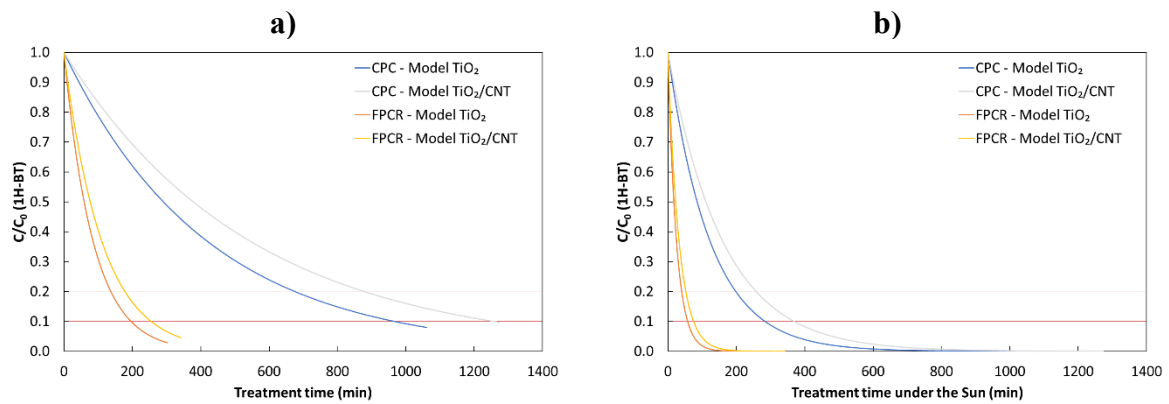 a)
1.0
0.9
0.8
0.7
0.6
0.5
0.4
0.3
0.2
0.1
0.0
C/C₀ (1H-BT)
CPC - Model TiO₂
CPC - Model TiO₂/CNT
FPCR - Model TiO₂
FPCR - Model TiO₂/CNT
0 200 400 600 800 1000 1200 1400
Treatment time (min)
b)
1.0
0.9
0.8
0.7
0.6
0.5
0.4
0.3
0.2
0.1
0.0
C/C₀ (1H-BT)
CPC - Model TiO₂
CPC - Model TiO₂/CNT
FPCR - Model TiO₂
FPCR - Model TiO₂/CNT
0 200 400 600 800 1000 1200 1400
Treatment time under the Sun (min)